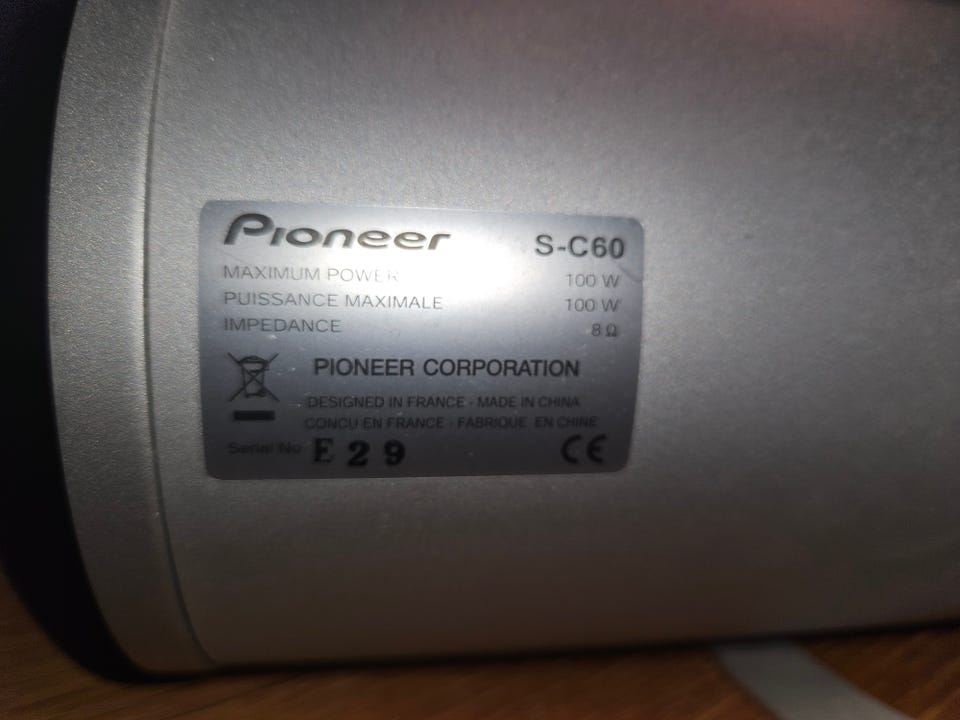 Pioneer S-C60
MAXIMUM POWER 100 W
PUISSANCE MAXIMALE 100 W
IMPEDANCE 8 Ω
PIONEER CORPORATION
DESIGNED IN FRANCE - MADE IN CHINA
CONCU EN FRANCE - FABRIQUE EN CHINE
Serial No E 2 9 CE